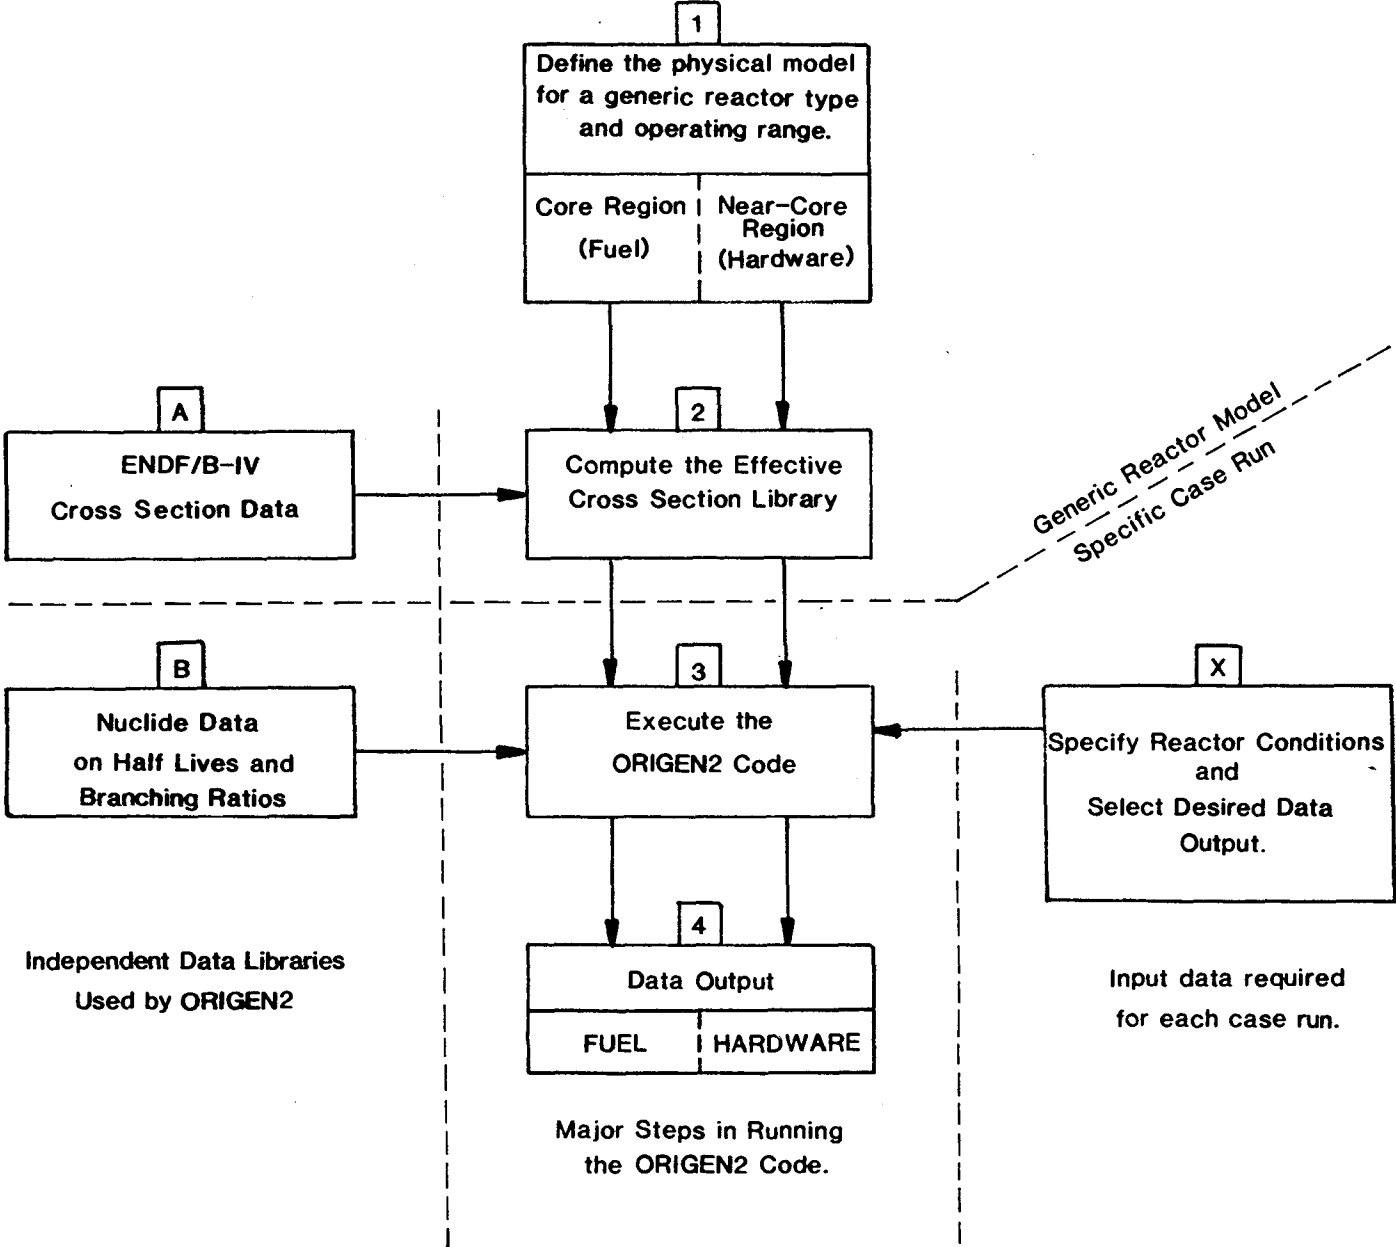 1
Define the physical model
for a generic reactor type
and operating range.
Core Region
(Fuel)
Near-Core
Region
(Hardware)
A
ENDF/B-IV
Cross Section Data
2
Compute the Effective
Cross Section Library
Generic Reactor Model
Specific Case Run
B
Nuclide Data
on Half Lives and
Branching Ratios
3
Execute the
ORIGEN2 Code
X
Specify Reactor Conditions
and
Select Desired Data
Output.
4
Data Output
FUEL
HARDWARE
Independent Data Libraries
Used by ORIGEN2
Input data required
for each case run.
Major Steps in Running
the ORIGEN2 Code.